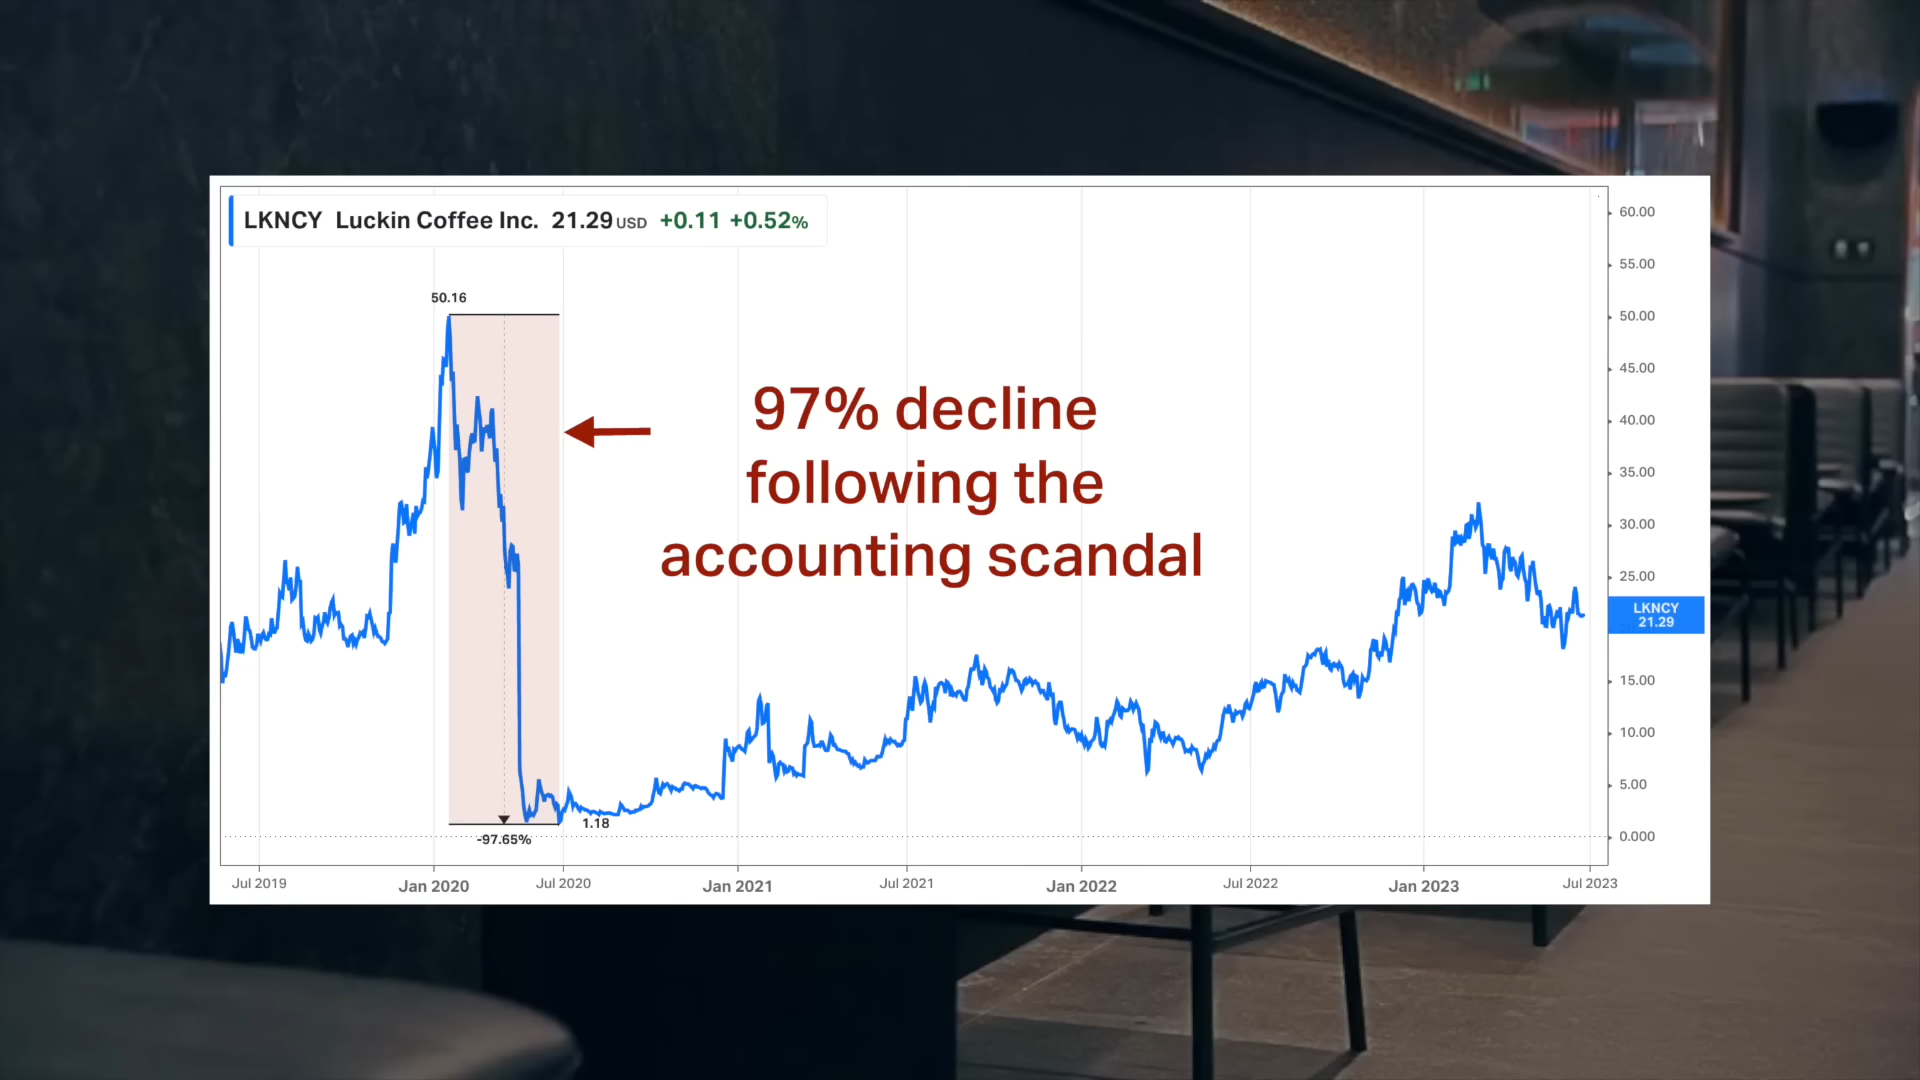 LKNCY Luckin Coffee Inc. 21.29 USD +0.11 +0.52%
60.00
55.00
50.16
50.00
45.00
97% decline
following the
accounting scandal
40.00
35.00
30.00
25.00
LKNCY
21.29
15.00
10.00
5.00
1.18
-97.65%
0.000
Jul 2019 Jan 2020 Jul 2020 Jan 2021 Jul 2021 Jan 2022 Jul 2022 Jan 2023 Jul 2023